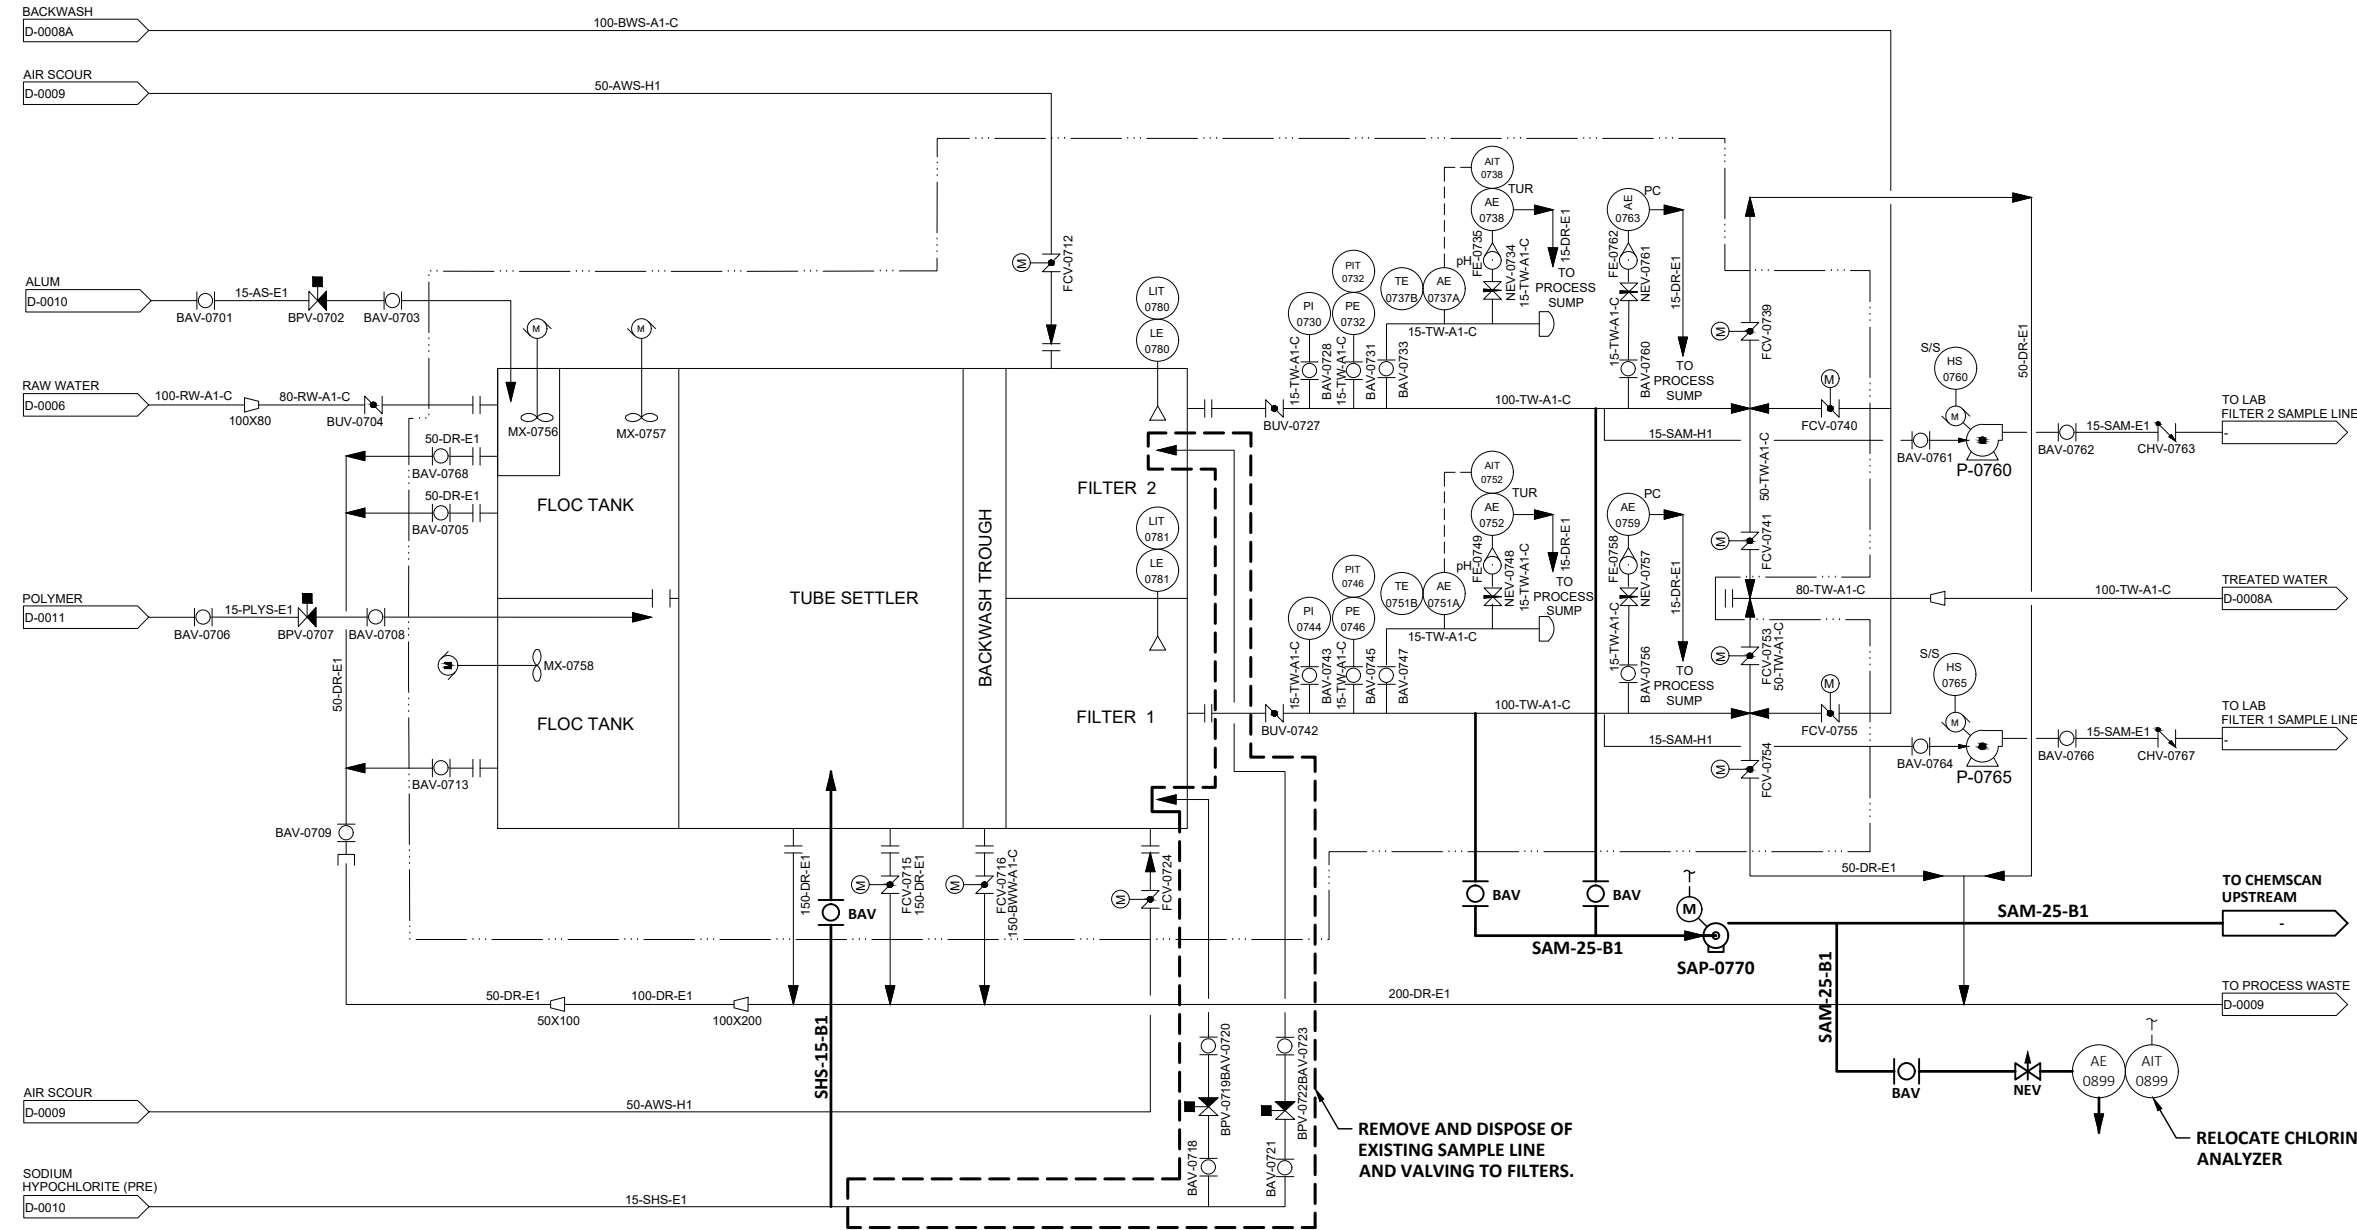 BACKWASH
D-0008A
100-BWS-A1-C
AIR SCOUR
D-0009
50-AWS-H1
ALUM
D-0010
15-AS-E1
BAV-0701
BPV-0702
BAV-0703
RAW WATER
D-0006
100-RW-A1-C
100X80
80-RW-A1-C
BUV-0704
50-DR-E1
BAV-0768
50-DR-E1
BAV-0705
POLYMER
D-0011
15-PLYS-E1
BAV-0706
BPV-0707
BAV-0708
50-DR-E1
BAV-0713
BAV-0709
M
MX-0756
M
MX-0757
MX-0758
FLOC TANK
FLOC TANK
TUBE SETTLER
BACKWASH TROUGH
FILTER 2
FILTER 1
M
FCV-0712
LIT
0780
LE
0780
LIT
0781
LE
0781
BUV-0727
PI
0730
15-TW-A1-C
BAV-0728
PIT
0732
PE
0732
15-TW-A1-C
BAV-0731
BAV-0733
TE
0737B
AE
0737A
pH
15-TW-A1-C
AIT
0738
TUR
AE
0738
FE-0735
NEV-0734
15-TW-A1-C
15-DR-E1
TO
PROCESS
SUMP
AE
0763
PC
FE-0762
NEV-0761
15-TW-A1-C
BAV-0760
15-DR-E1
TO
PROCESS
SUMP
100-TW-A1-C
15-SAM-H1
M
FCV-0739
M
FCV-0740
50-TW-A1-C
M
FCV-0741
50-DR-E1
S/S
HS
0760
M
BAV-0761
P-0760
BAV-0762
15-SAM-E1
CHV-0763
TO LAB
FILTER 2 SAMPLE LINE
-
BUV-0742
PI
0744
15-TW-A1-C
BAV-0743
PIT
0746
PE
0746
15-TW-A1-C
BAV-0745
BAV-0747
TE
0751B
AE
0751A
pH
15-TW-A1-C
AIT
0752
TUR
AE
0752
FE-0749
NEV-0748
15-TW-A1-C
15-DR-E1
TO
PROCESS
SUMP
AE
0759
PC
FE-0758
NEV-0757
15-TW-A1-C
BAV-0756
15-DR-E1
TO
PROCESS
SUMP
100-TW-A1-C
15-SAM-H1
80-TW-A1-C
100-TW-A1-C
TREATED WATER
D-0008A
M
FCV-0753
50-TW-A1-C
M
FCV-0755
M
FCV-0754
S/S
HS
0765
M
BAV-0764
P-0765
BAV-0766
15-SAM-E1
CHV-0767
TO LAB
FILTER 1 SAMPLE LINE
-
150-DR-E1
BAV
M
FCV-0715
150-DR-E1
M
FCV-0716
150-BWW-A1-C
M
FCV-0724
BAV
BAV
M
SAM-25-B1
SAP-0770
50-DR-E1
SAM-25-B1
TO CHEMSCAN
UPSTREAM
-
SAM-25-B1
50-DR-E1
50X100
100-DR-E1
100X200
200-DR-E1
TO PROCESS WASTE
D-0009
SHS-15-B1
BAV-0720
BPV-0719
BAV-0718
BAV-0723
BPV-0722
BAV-0721
BAV
NEV
AE
0899
AIT
0899
RELOCATE CHLORIN
ANALYZER
REMOVE AND DISPOSE OF
EXISTING SAMPLE LINE
AND VALVING TO FILTERS.
AIR SCOUR
D-0009
50-AWS-H1
SODIUM
HYPOCHLORITE (PRE)
D-0010
15-SHS-E1